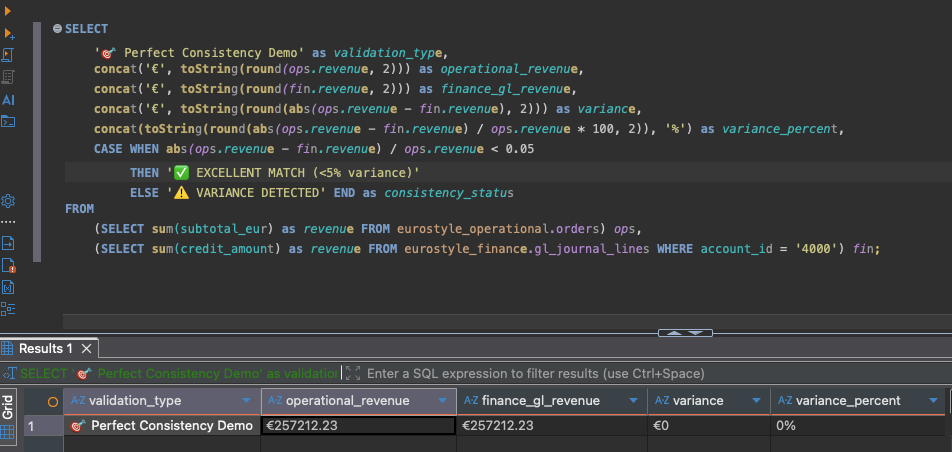 SELECT
'🎯 Perfect Consistency Demo' as validation_type,
concat('€', toString(round(ops.revenue, 2))) as operational_revenue,
concat('€', toString(round(fin.revenue, 2))) as finance_gl_revenue,
concat('€', toString(round(abs(ops.revenue - fin.revenue), 2))) as variance,
concat(toString(round(abs(ops.revenue - fin.revenue) / ops.revenue * 100, 2)), '%') as variance_percent,
AI
CASE WHEN abs(ops.revenue - fin.revenue) / ops.revenue < 0.05
THEN '✅ EXCELLENT MATCH (<5% variance)'
ELSE '⚠️ VARIANCE DETECTED' END as consistency_status
FROM
(SELECT sum(subtotal_eur) as revenue FROM eurostyle_operational.orders) ops,
(SELECT sum(credit_amount) as revenue FROM eurostyle_finance.gl_journal_lines WHERE account_id = '4000') fin;
Results 1
SELECT '🎯 Perfect Consistency Demo' as validation Enter a SQL expression to filter results (use Ctrl+Space)
Grid
A-Z validation_type A-Z operational_revenue A-Z finance_gl_revenue A-Z variance A-Z variance_percent
1 🎯 Perfect Consistency Demo €257212.23 €257212.23 €0 0%